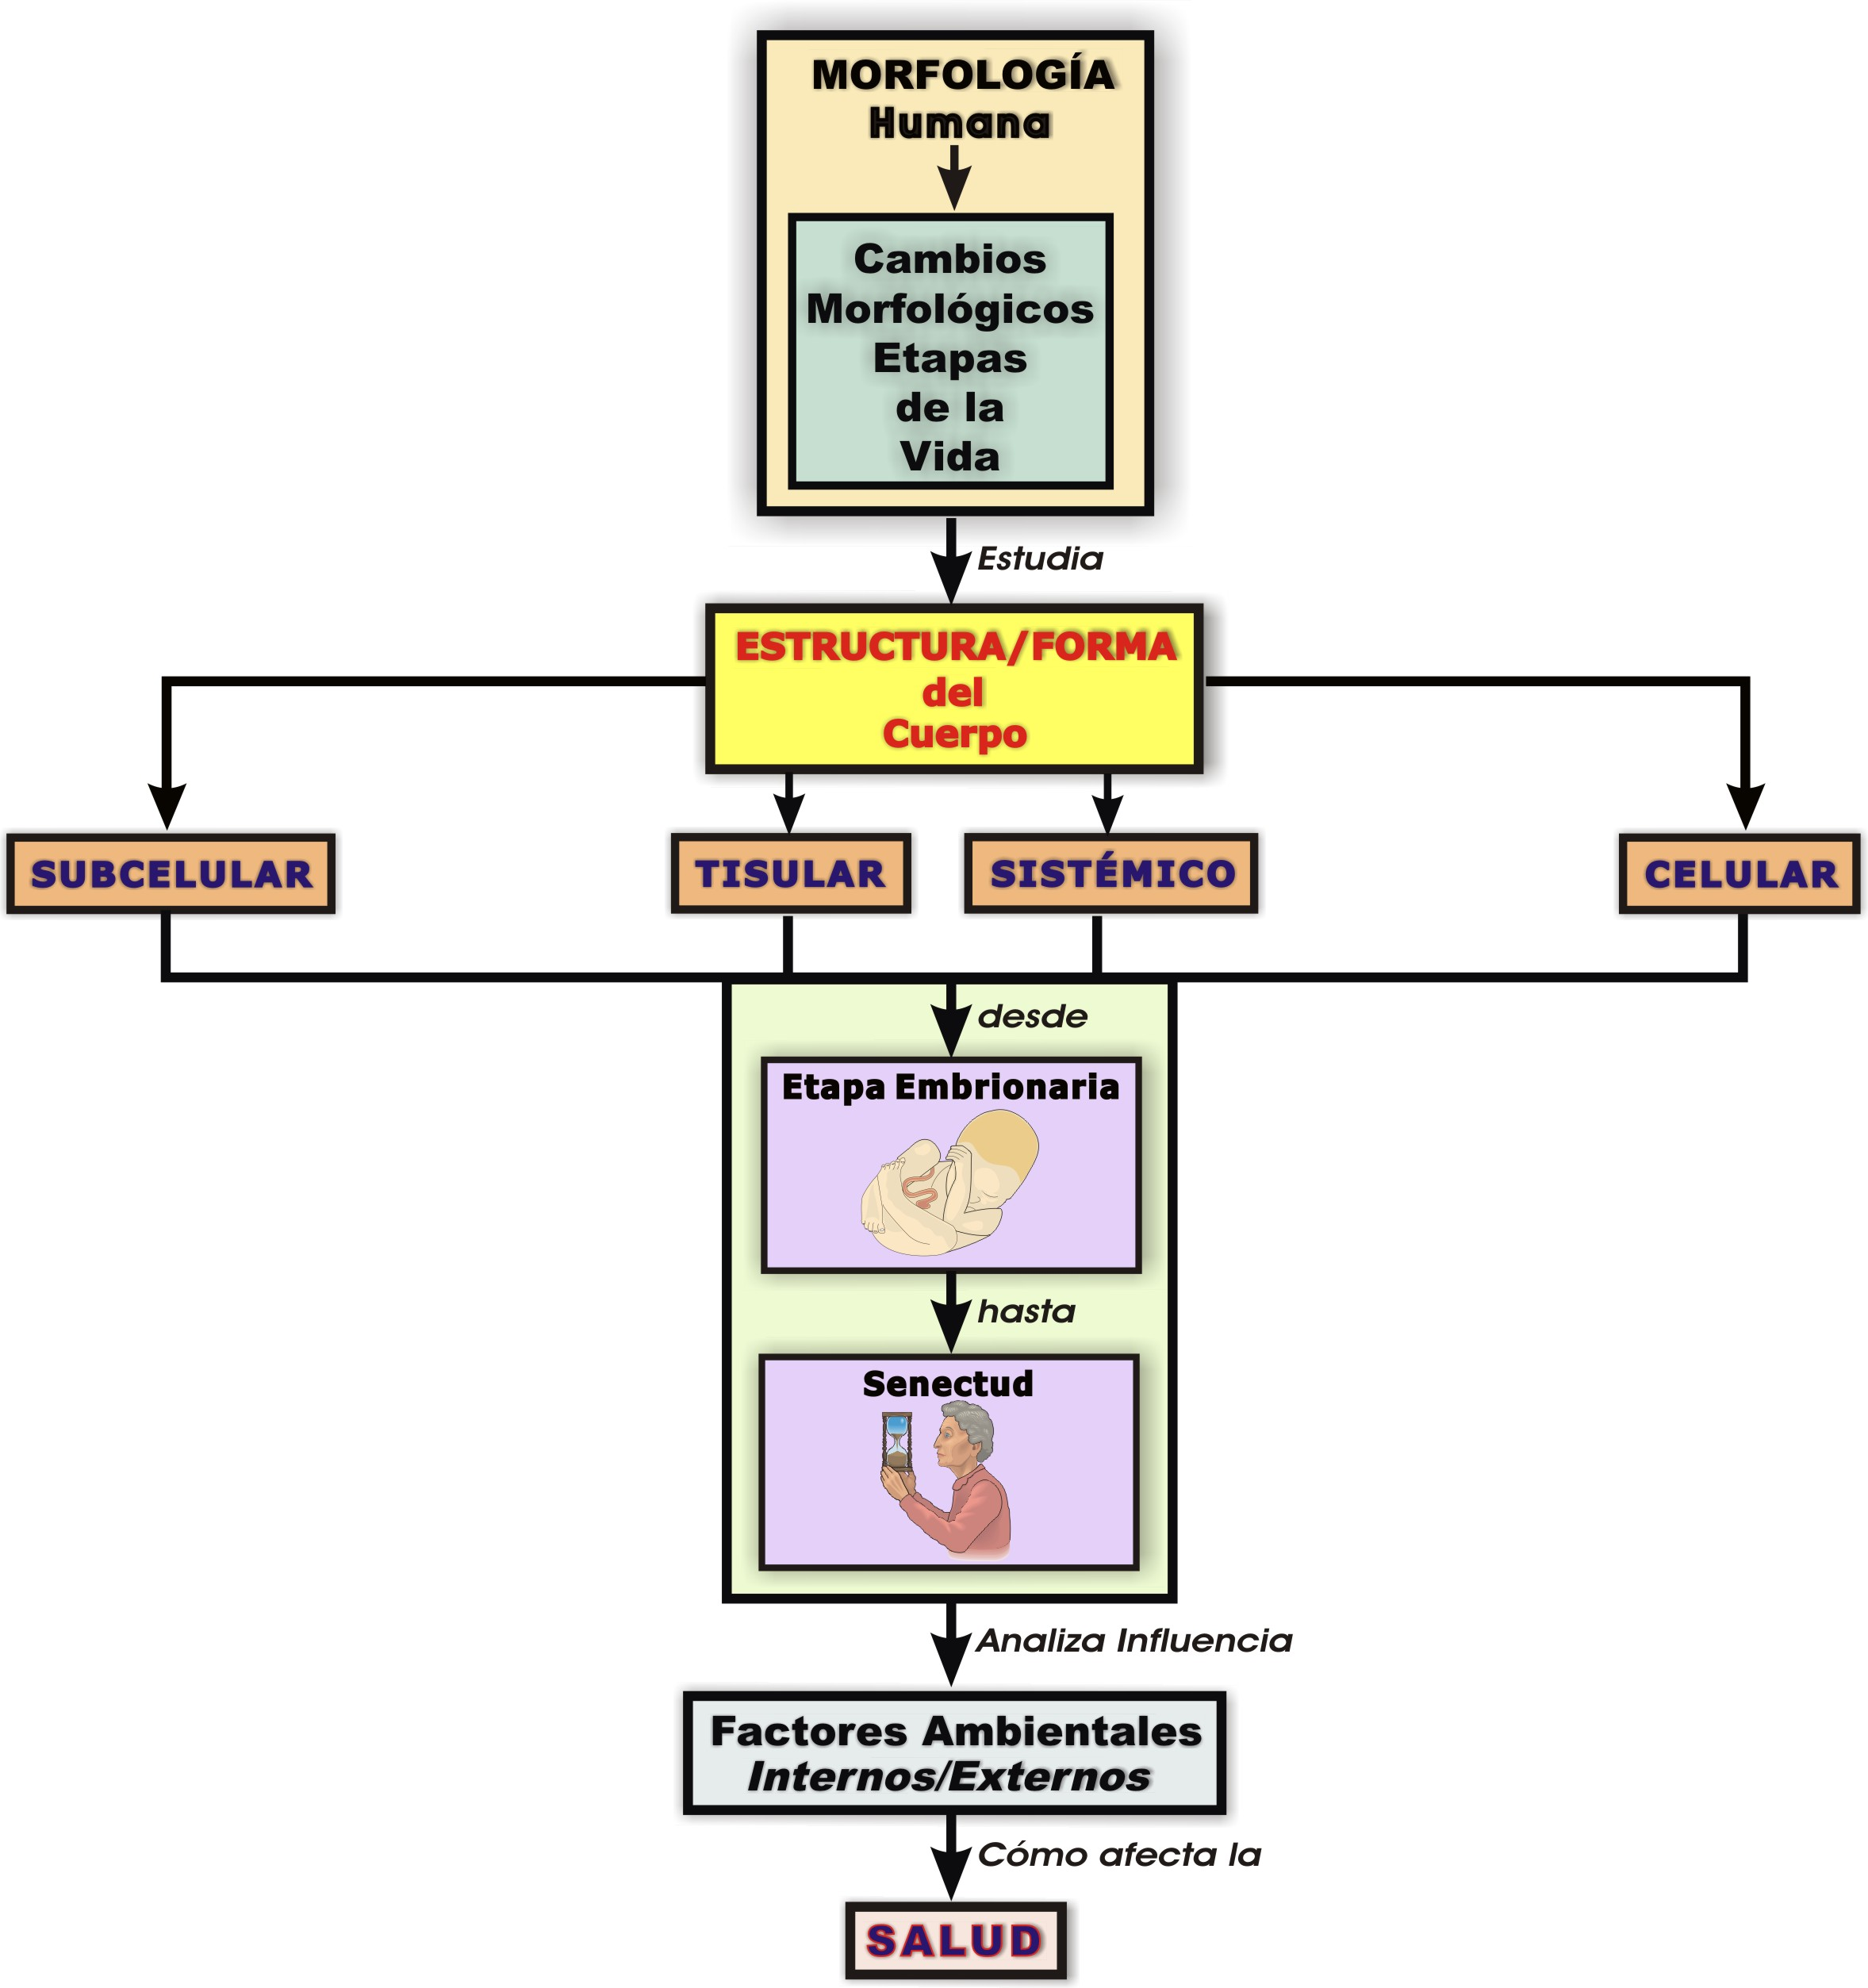 MORFOLOGÍA
Humana
Cambios
Morfológicos
Etapas
de la
Vida
Estudia
ESTRUCTURA/FORMA
del
Cuerpo
SUBCELULAR
TISULAR
SISTÉMICO
CELULAR
desde
Etapa Embrionaria
hasta
Senectud
Analiza Influencia
Factores Ambientales
Internos/Externos
Cómo afecta la
SALUD